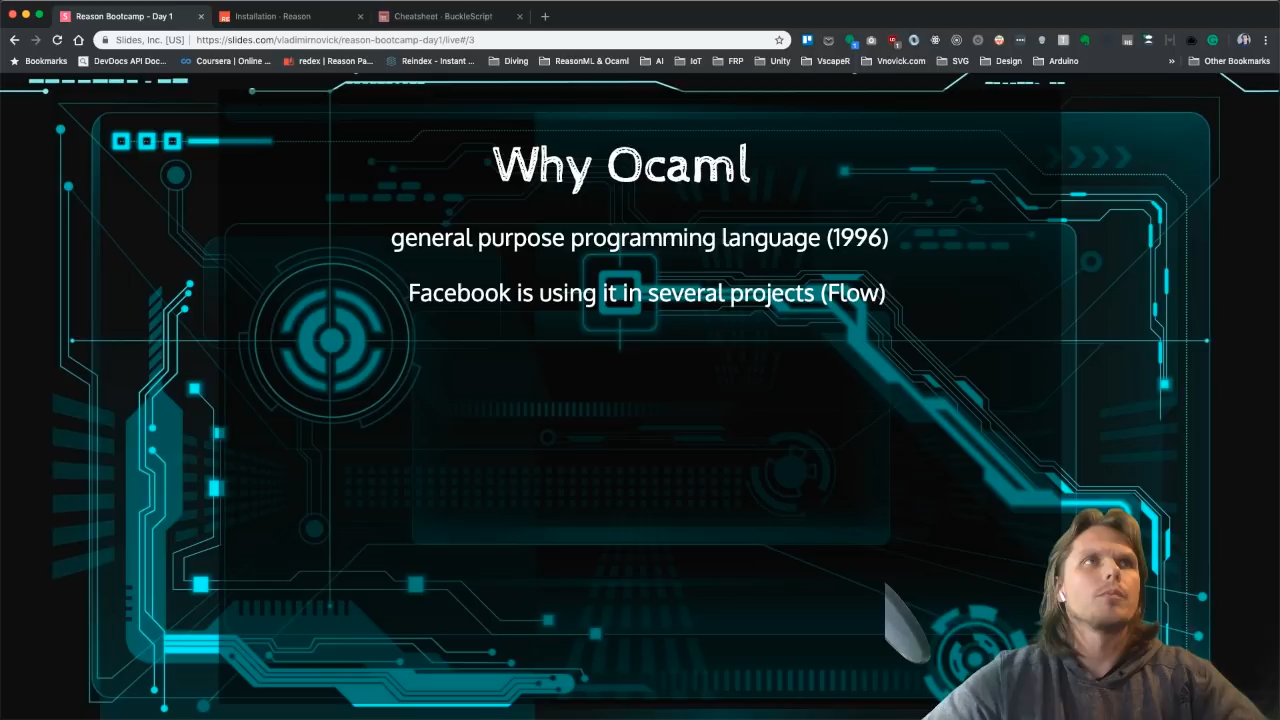 Reason Bootcamp - Day 1
Installation · Reason
Cheatsheet · BuckleScript
Slides, Inc. [US]
https://slides.com/vladimirnovick/reason-bootcamp-day1/live#/3
Bookmarks
DevDocs API Doc...
Coursera | Online ...
redex | Reason Pa...
Reindex - Instant ...
Diving
ReasonML & Ocaml
AI
IoT
FRP
Unity
VscapeR
Vnovick.com
SVG
Design
Arduino
»
Other Bookmarks
Why Ocaml
general purpose programming language (1996)
Facebook is using it in several projects (Flow)